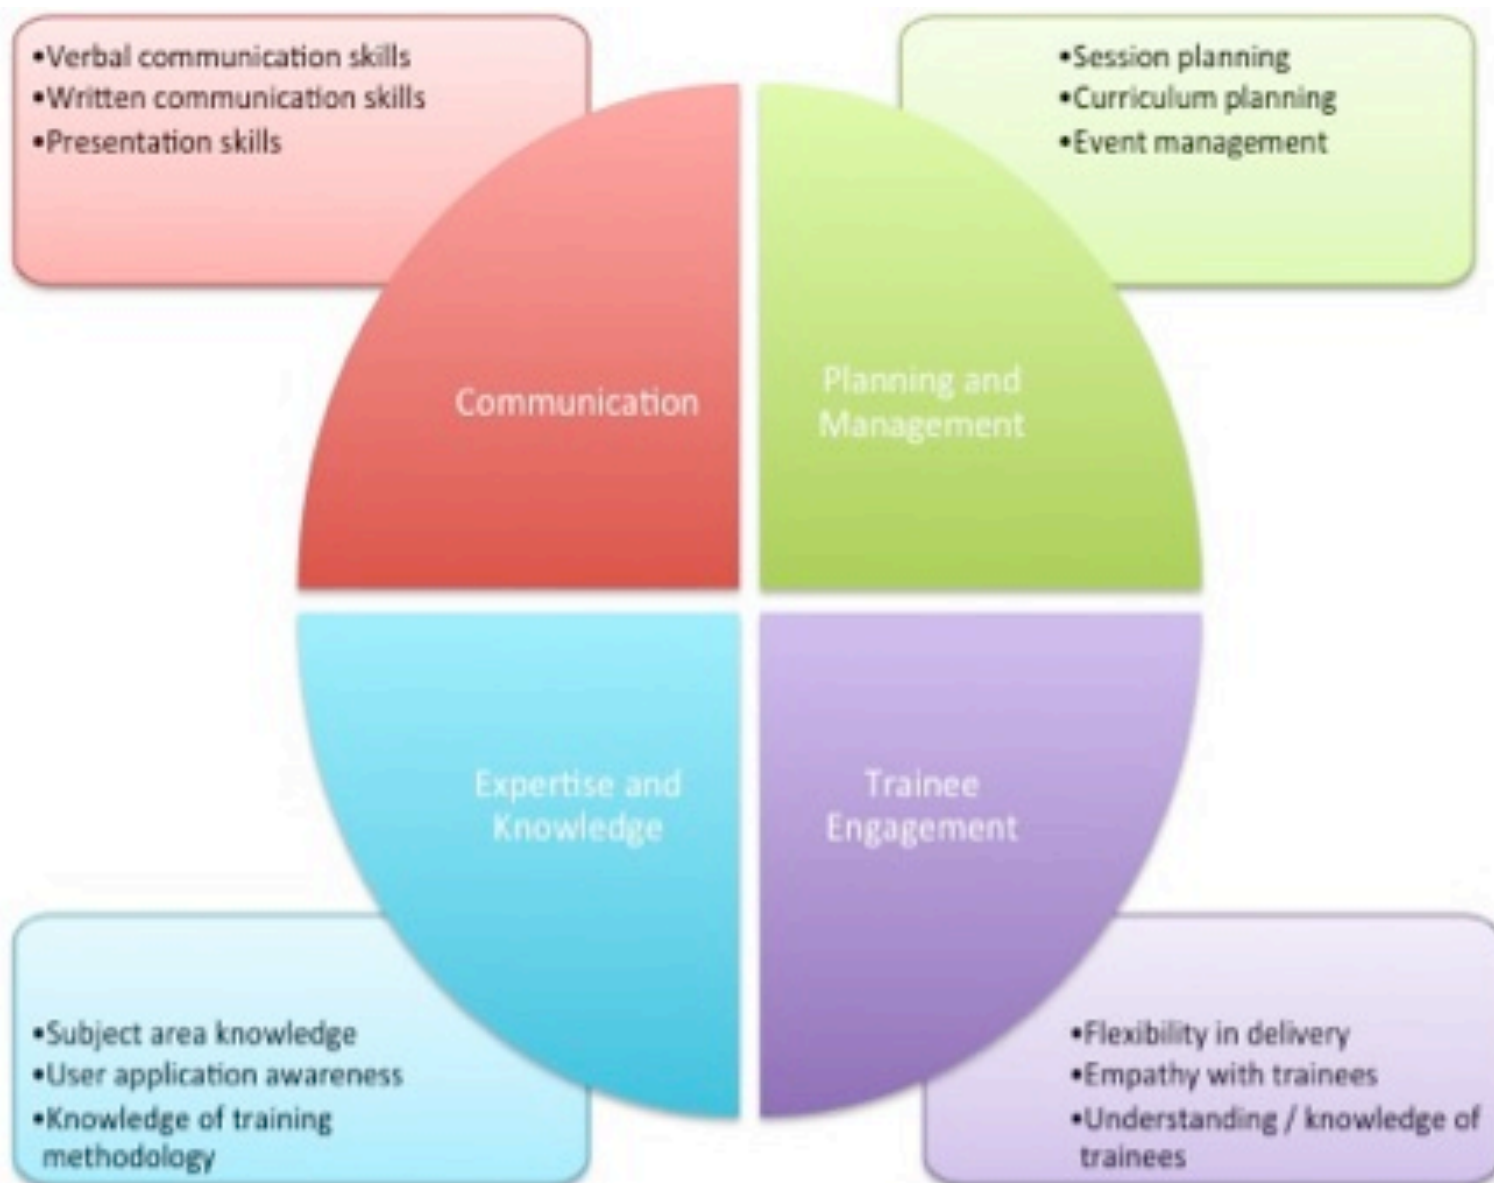 •Verbal communication skills
•Written communication skills
•Presentation skills
•Session planning
•Curriculum planning
•Event management
Communication
Planning and
Management
Expertise and
Knowledge
Trainee
Engagement
•Subject area knowledge
•User application awareness
•Knowledge of training
methodology
•Flexibility in delivery
•Empathy with trainees
•Understanding / knowledge of
trainees